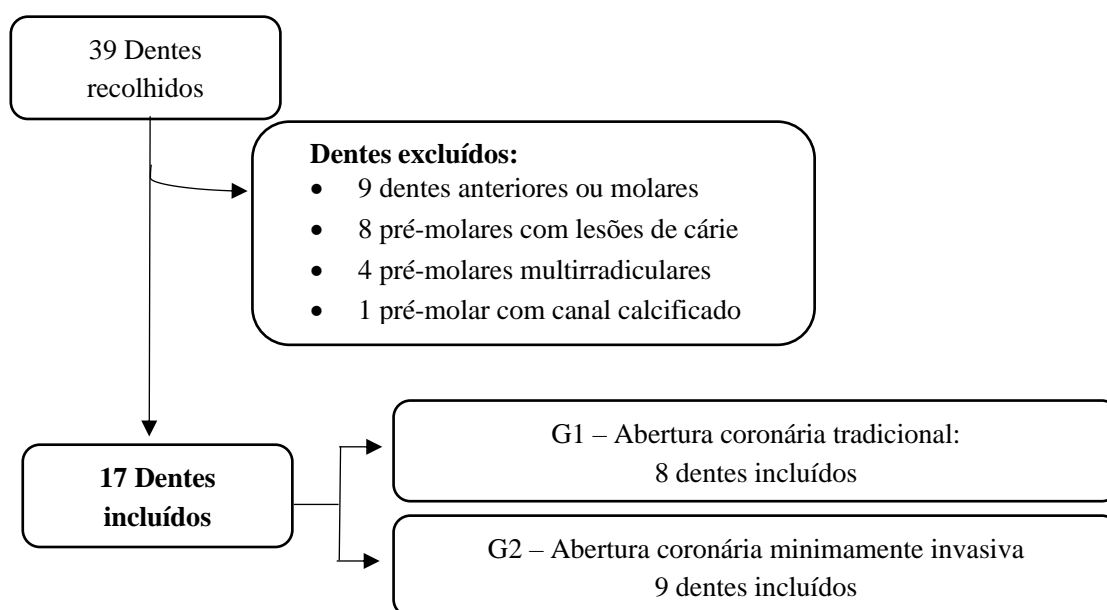 39 Dentes
recolhidos
Dentes excluídos:
• 9 dentes anteriores ou molares
• 8 pré-molares com lesões de cárie
• 4 pré-molares multirradiculares
• 1 pré-molar com canal calcificado
17 Dentes
incluídos
G1 – Abertura coronária tradicional:
8 dentes incluídos
G2 – Abertura coronária minimamente invasiva
9 dentes incluídos